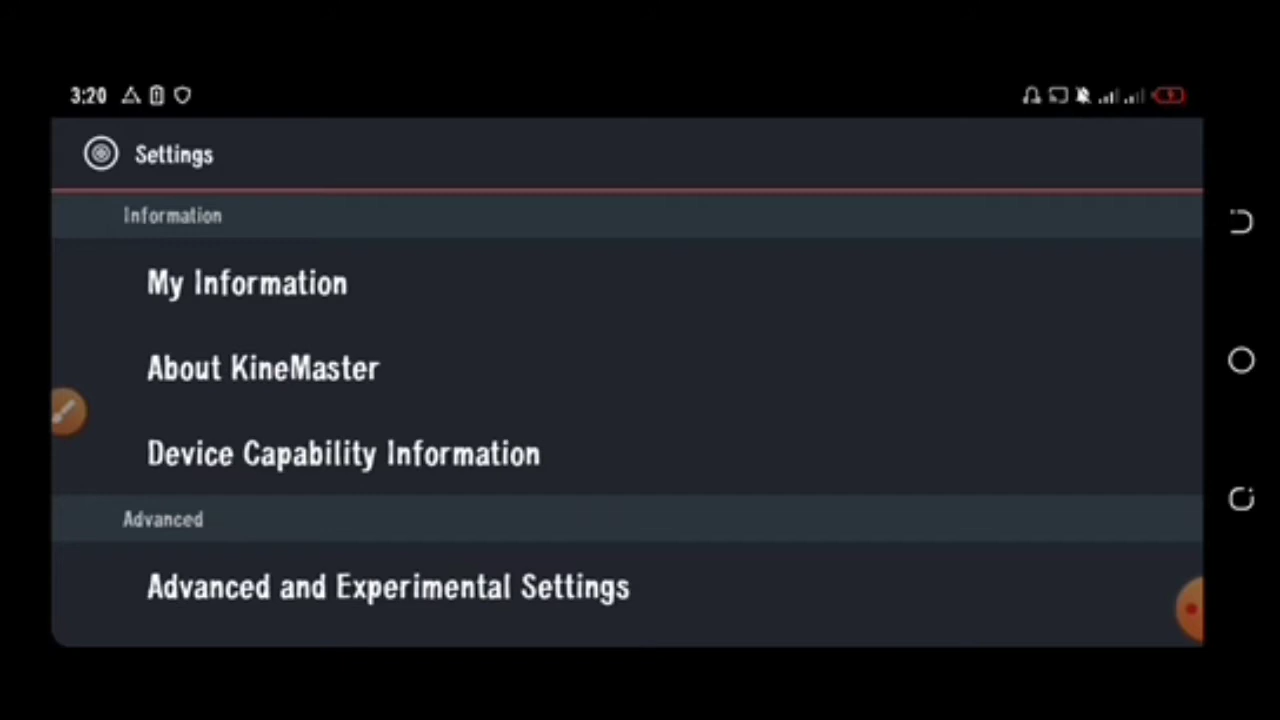 3:20
Settings
Information
My Information
About KineMaster
Device Capability Information
Advanced
Advanced and Experimental Settings